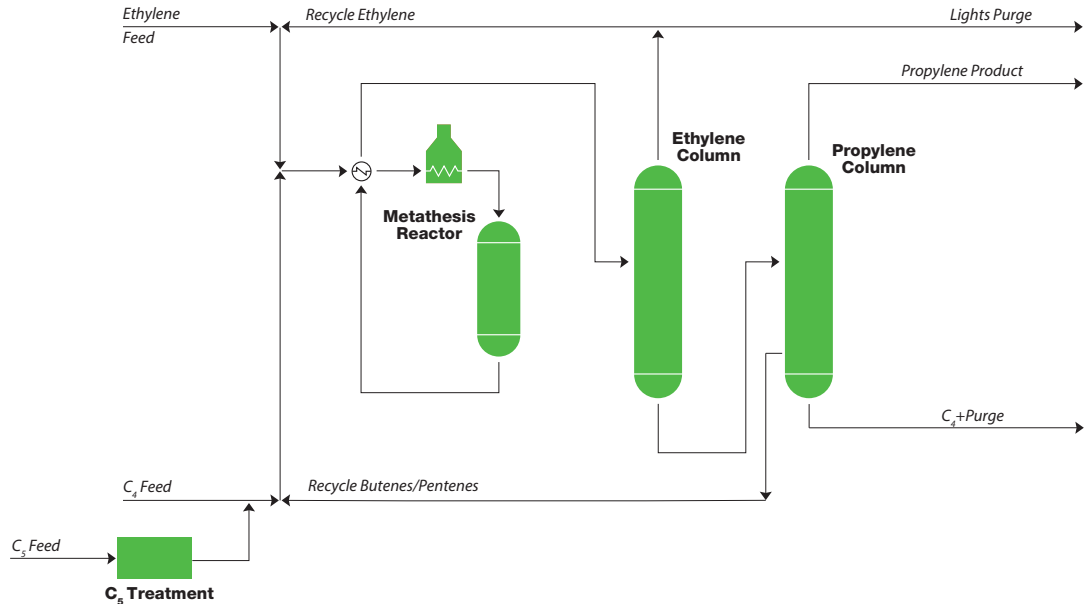 Ethylene
Feed
Recycle Ethylene
Lights Purge
Propylene Product
Ethylene
Column
Propylene
Column
Metathesis
Reactor
C₄+Purge
C₄ Feed
Recycle Butenes/Pentenes
C₅ Feed
C₅ Treatment